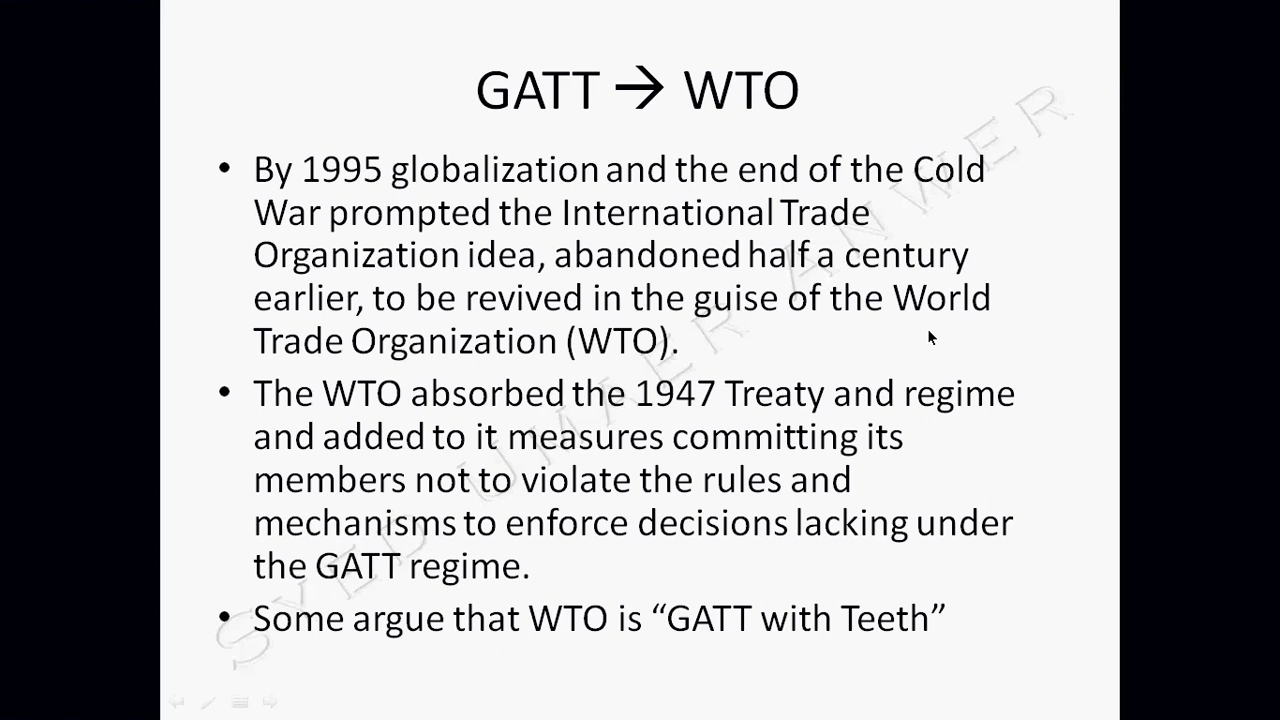 GATT → WTO
• By 1995 globalization and the end of the Cold
War prompted the International Trade
Organization idea, abandoned half a century
earlier, to be revived in the guise of the World
Trade Organization (WTO).
• The WTO absorbed the 1947 Treaty and regime
and added to it measures committing its
members not to violate the rules and
mechanisms to enforce decisions lacking under
the GATT regime.
• Some argue that WTO is “GATT with Teeth”
SYED UMAER ANWER